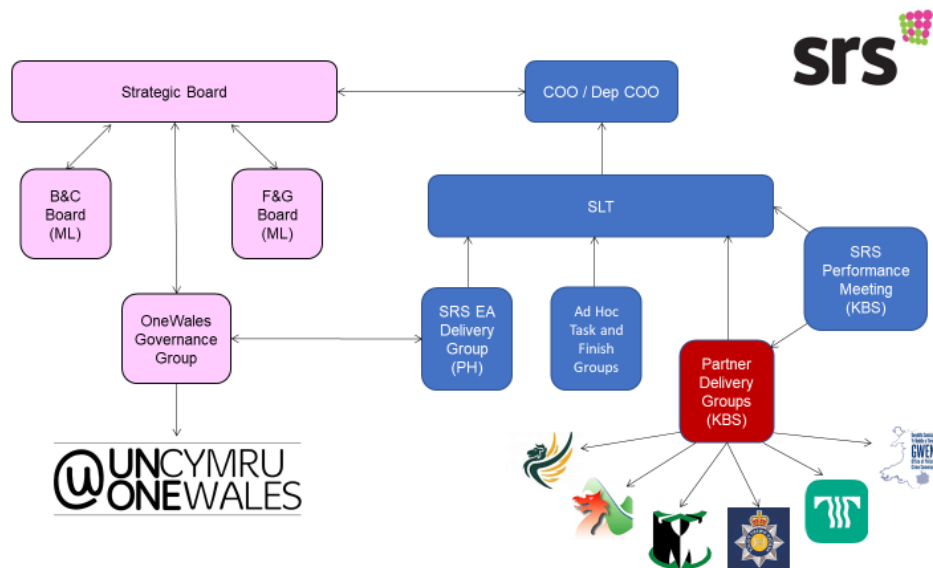 srs
Strategic Board
COO / Dep COO
B&C
Board
(ML)
F&G
Board
(ML)
SLT
SRS
Performance
Meeting
(KBS)
OneWales
Governance
Group
SRS EA
Delivery
Group
(PH)
Ad Hoc
Task and
Finish
Groups
Partner
Delivery
Groups
(KBS)
@UNCYMRU
ONEWALES
GWEN